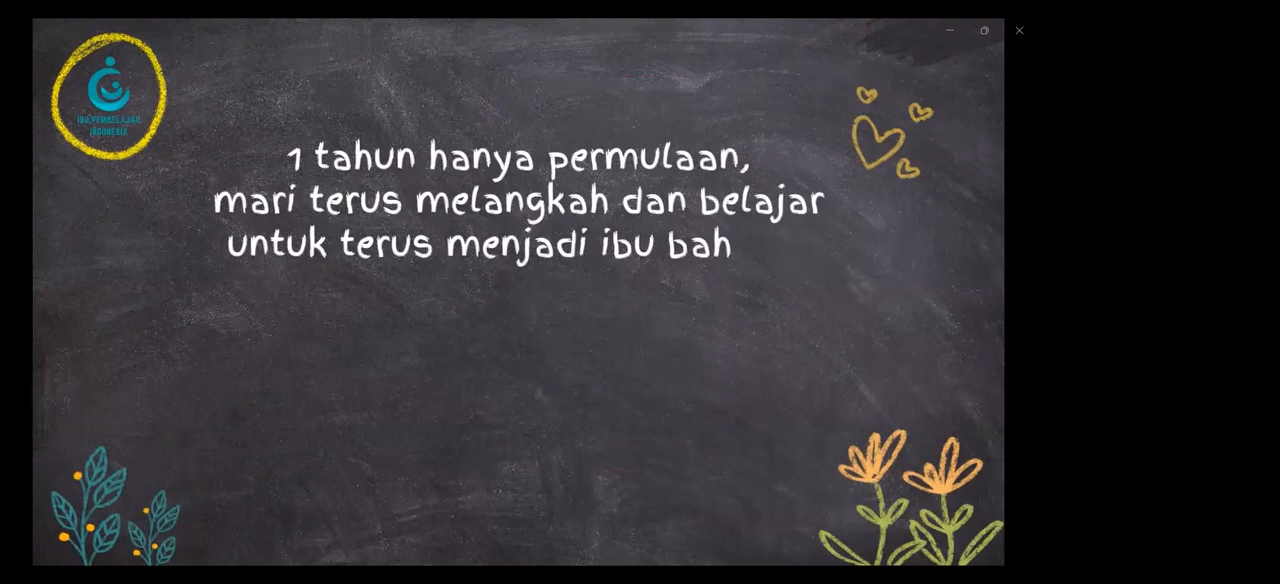 IBU PEMBELAJAR
INDONESIA
1 tahun hanya permulaan,
mari terus melangkah dan belajar
untuk terus menjadi ibu bah